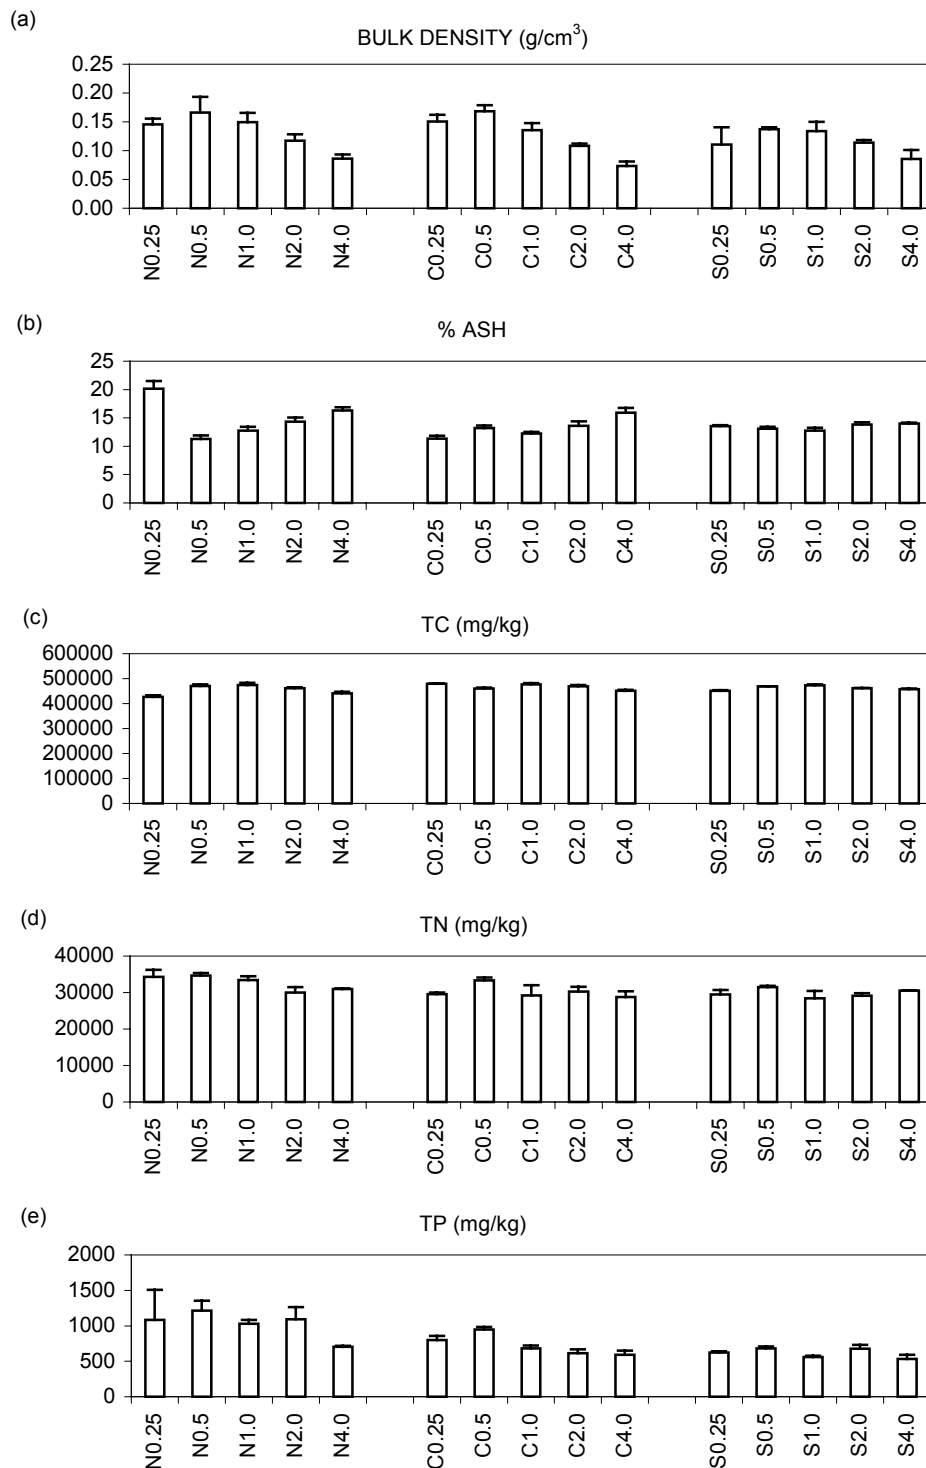 (a)
BULK DENSITY (g/cm³)
0.25
0.20
0.15
0.10
0.05
0.00
N0.25 N0.5 N1.0 N2.0 N4.0 C0.25 C0.5 C1.0 C2.0 C4.0 S0.25 S0.5 S1.0 S2.0 S4.0
(b)
% ASH
25
20
15
10
5
0
N0.25 N0.5 N1.0 N2.0 N4.0 C0.25 C0.5 C1.0 C2.0 C4.0 S0.25 S0.5 S1.0 S2.0 S4.0
(c)
TC (mg/kg)
600000
500000
400000
300000
200000
100000
0
N0.25 N0.5 N1.0 N2.0 N4.0 C0.25 C0.5 C1.0 C2.0 C4.0 S0.25 S0.5 S1.0 S2.0 S4.0
(d)
TN (mg/kg)
40000
30000
20000
10000
0
N0.25 N0.5 N1.0 N2.0 N4.0 C0.25 C0.5 C1.0 C2.0 C4.0 S0.25 S0.5 S1.0 S2.0 S4.0
(e)
TP (mg/kg)
2000
1500
1000
500
0
N0.25 N0.5 N1.0 N2.0 N4.0 C0.25 C0.5 C1.0 C2.0 C4.0 S0.25 S0.5 S1.0 S2.0 S4.0